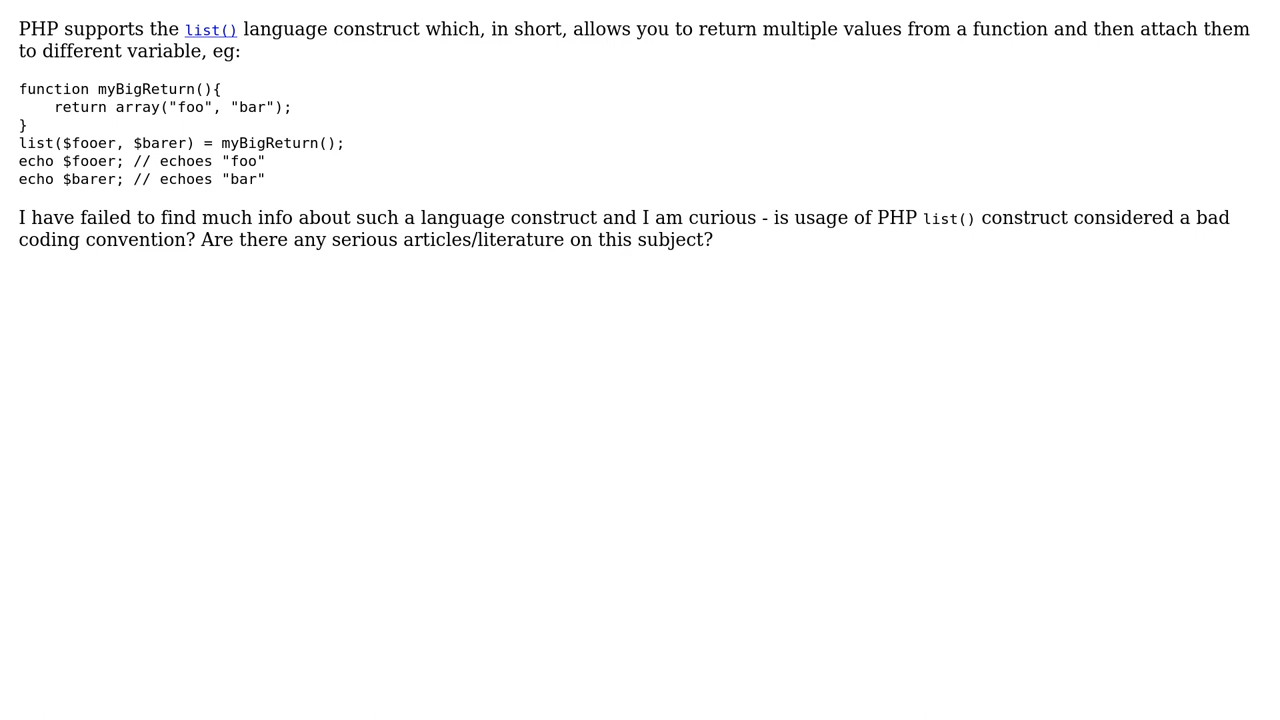 PHP supports the list() language construct which, in short, allows you to return multiple values from a function and then attach them
to different variable, eg:
function myBigReturn(){
    return array("foo", "bar");
}
list($fooer, $barer) = myBigReturn();
echo $fooer; // echoes "foo"
echo $barer; // echoes "bar"
I have failed to find much info about such a language construct and I am curious - is usage of PHP list() construct considered a bad
coding convention? Are there any serious articles/literature on this subject?